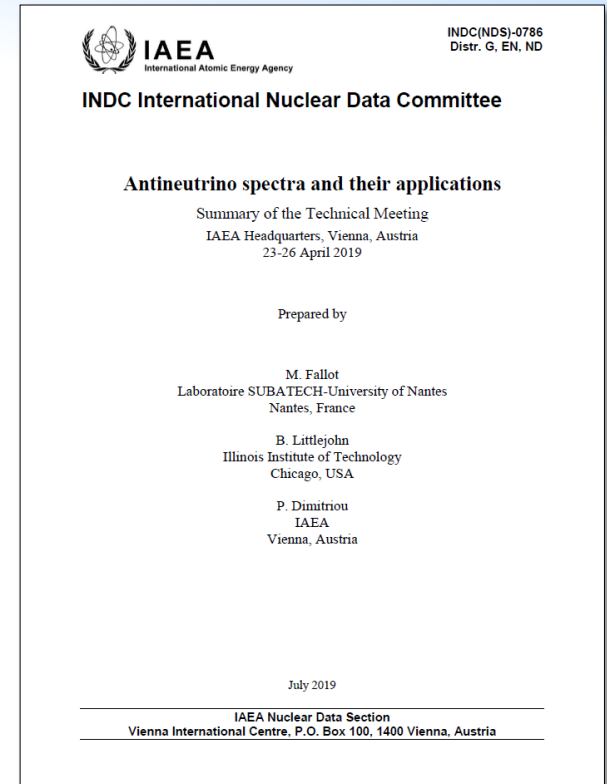 INDC(NDS)-0786
Distr. G, EN, ND
IAEA
International Atomic Energy Agency
INDC International Nuclear Data Committee
Antineutrino spectra and their applications
Summary of the Technical Meeting
IAEA Headquarters, Vienna, Austria
23-26 April 2019
Prepared by
M. Fallot
Laboratoire SUBATECH-University of Nantes
Nantes, France
B. Littlejohn
Illinois Institute of Technology
Chicago, USA
P. Dimitriou
IAEA
Vienna, Austria
July 2019
IAEA Nuclear Data Section
Vienna International Centre, P.O. Box 100, 1400 Vienna, Austria